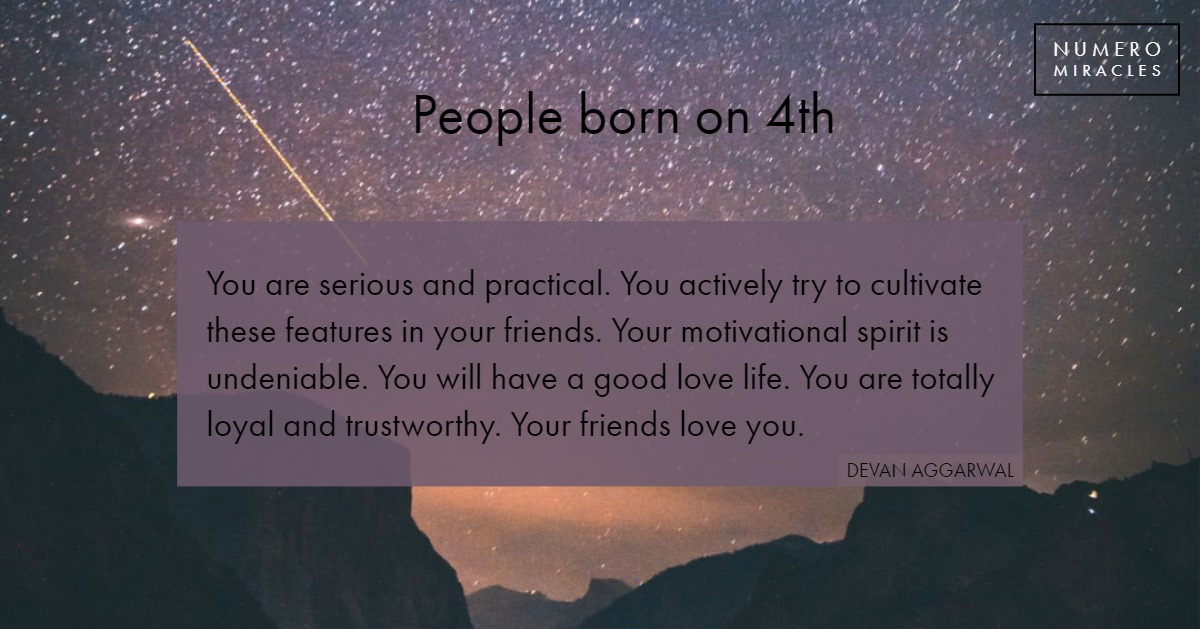 NUMERO
MIRACLES
People born on 4th
You are serious and practical. You actively try to cultivate
these features in your friends. Your motivational spirit is
undeniable. You will have a good love life. You are totally
loyal and trustworthy. Your friends love you.
DEVAN AGGARWAL